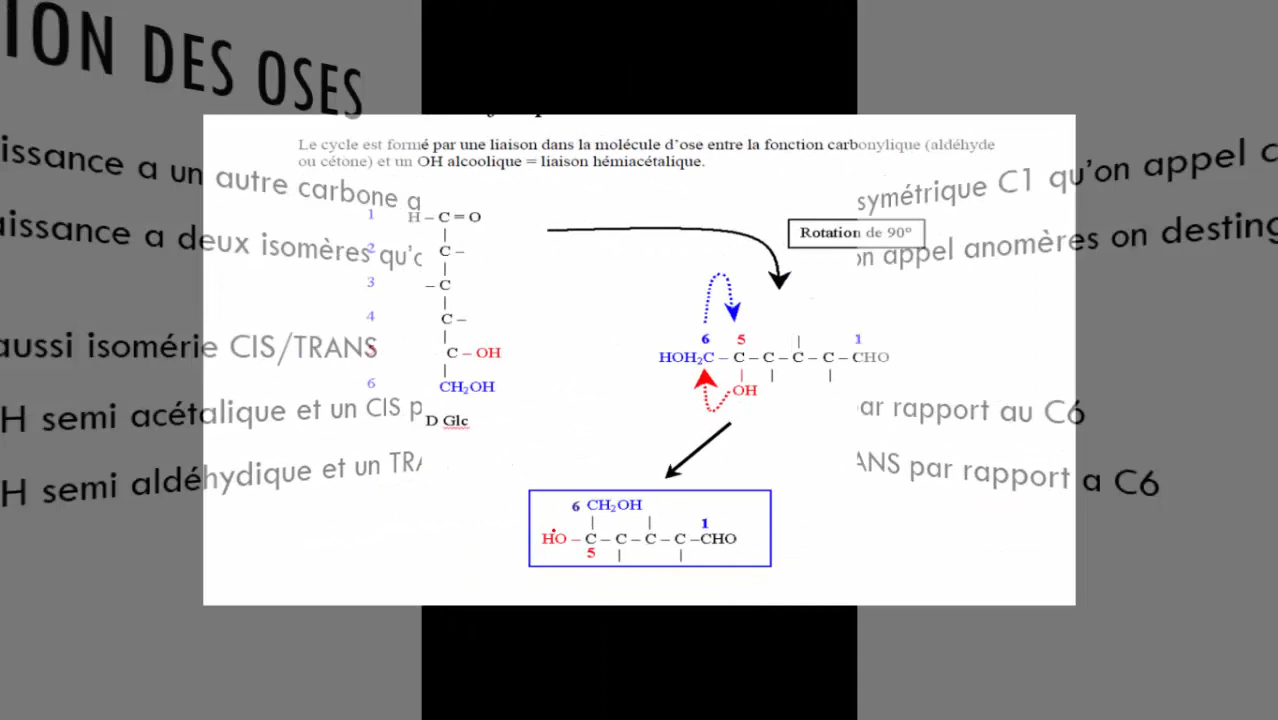 ION DES OSES
Le cycle est formé par une liaison dans la molécule d'ose entre la fonction carbonylique (aldéhyde
ou cétone) et un OH alcoolique = liaison hémiacétalique.
issance a un autre carbone a symétrique C1 qu'on appel c
aissance a deux isomères qu'c on appel anomères on desting
aussi isomérie CIS/TRANS
H semi acétalique et un CIS p ar rapport au C6
H semi aldéhydique et un TRA ANS par rapport a C6
1 H – C = O
2 C –
3 – C
4 C –
5 C – OH
6 CH₂OH
D Glc
Rotation de 90°
6 5 1
HOH₂C – C – C – C – C – CHO
OH
6 CH₂OH
1
HO – C – C – C – C – CHO
5